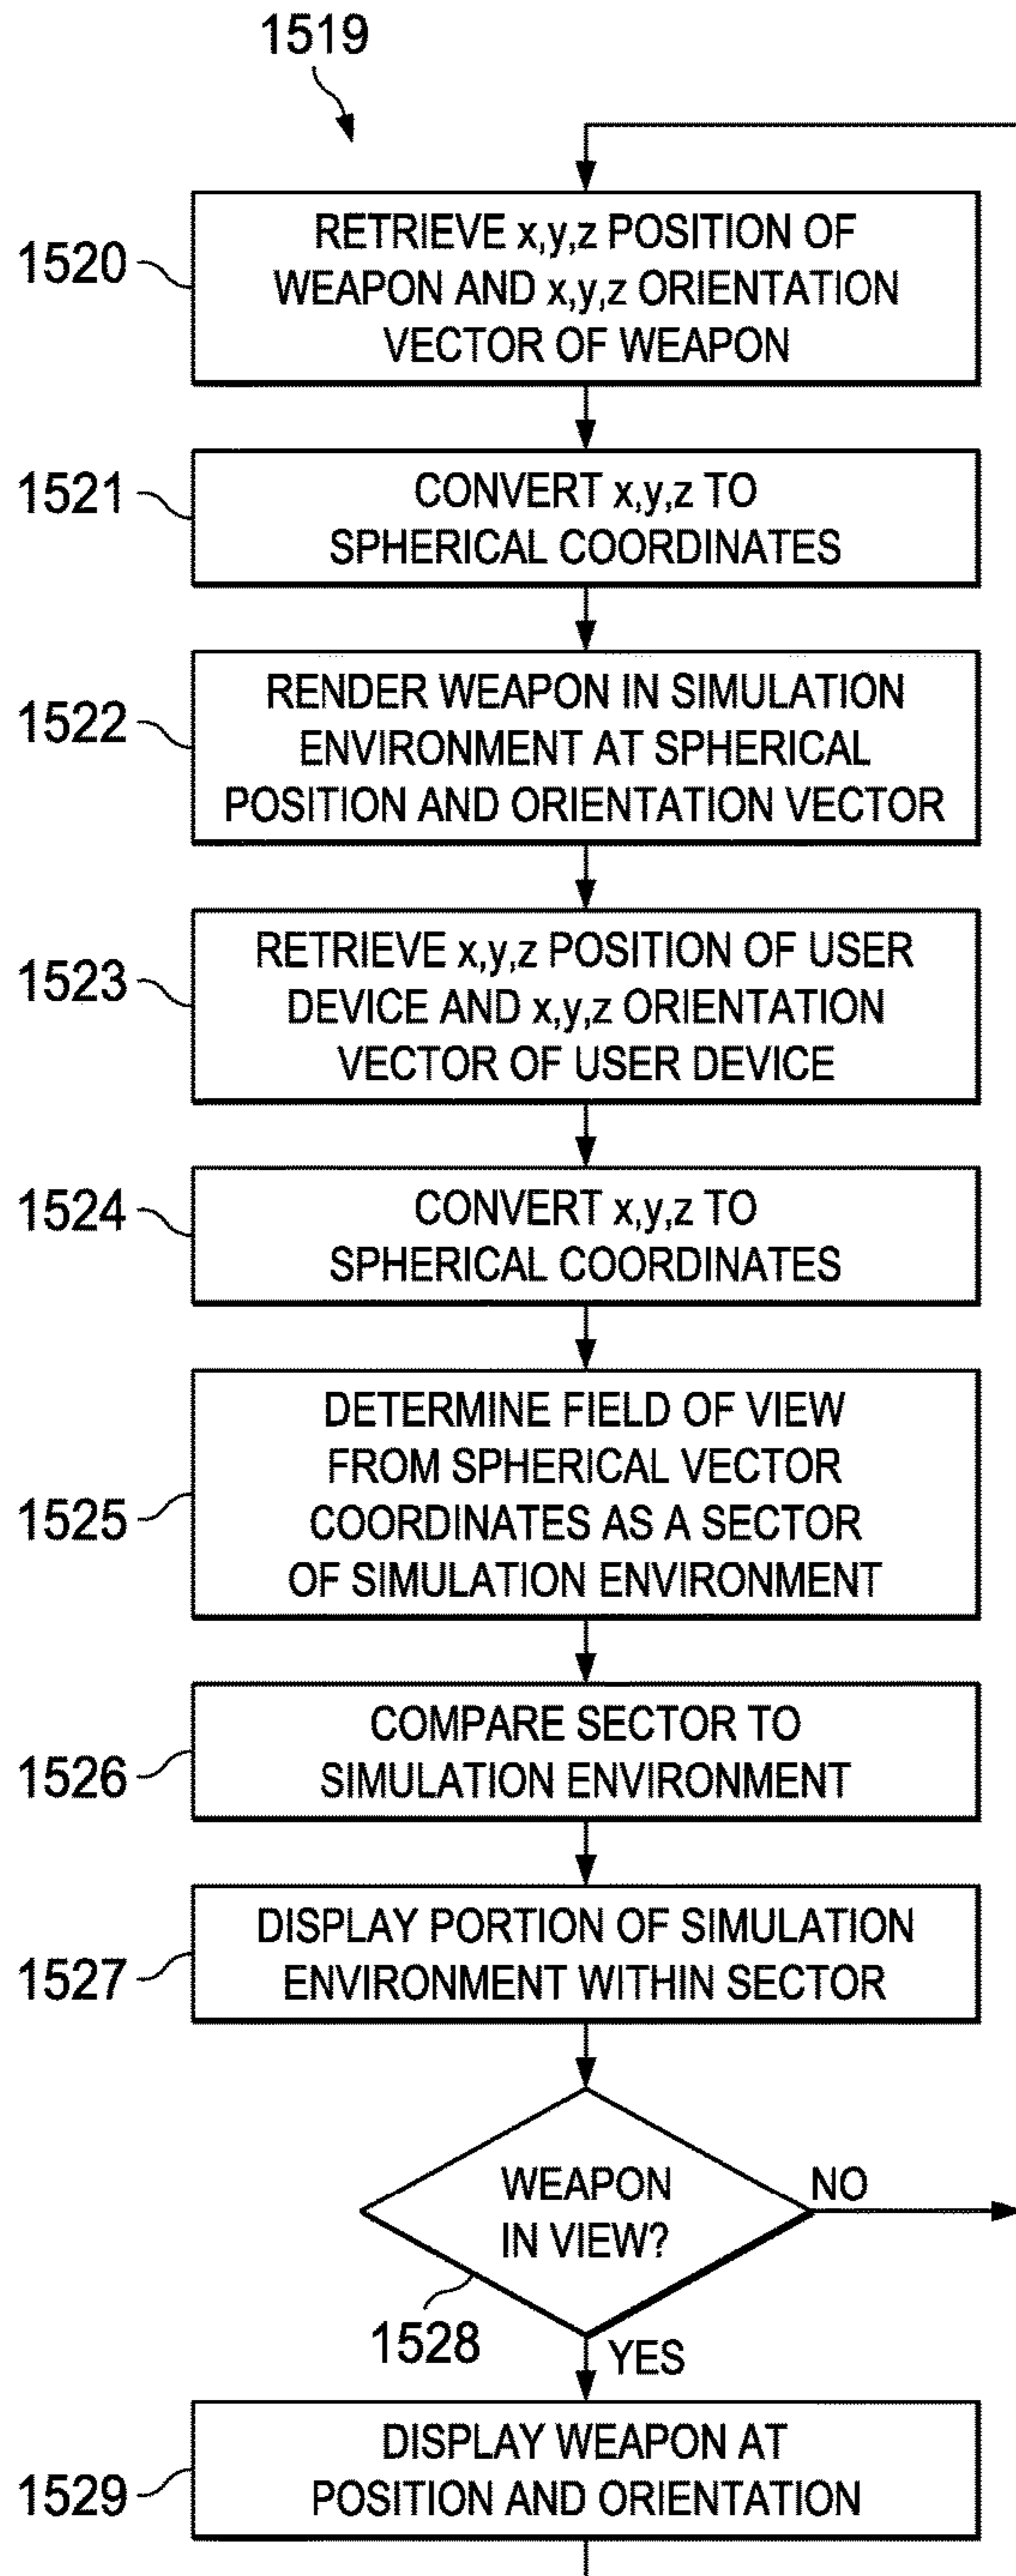 1519
1520
RETRIEVE x,y,z POSITION OF
WEAPON AND x,y,z ORIENTATION
VECTOR OF WEAPON
1521
CONVERT x,y,z TO
SPHERICAL COORDINATES
1522
RENDER WEAPON IN SIMULATION
ENVIRONMENT AT SPHERICAL
POSITION AND ORIENTATION VECTOR
1523
RETRIEVE x,y,z POSITION OF USER
DEVICE AND x,y,z ORIENTATION
VECTOR OF USER DEVICE
1524
CONVERT x,y,z TO
SPHERICAL COORDINATES
1525
DETERMINE FIELD OF VIEW
FROM SPHERICAL VECTOR
COORDINATES AS A SECTOR
OF SIMULATION ENVIRONMENT
1526
COMPARE SECTOR TO
SIMULATION ENVIRONMENT
1527
DISPLAY PORTION OF SIMULATION
ENVIRONMENT WITHIN SECTOR
WEAPON
IN VIEW?
NO
1528
YES
1529
DISPLAY WEAPON AT
POSITION AND ORIENTATION